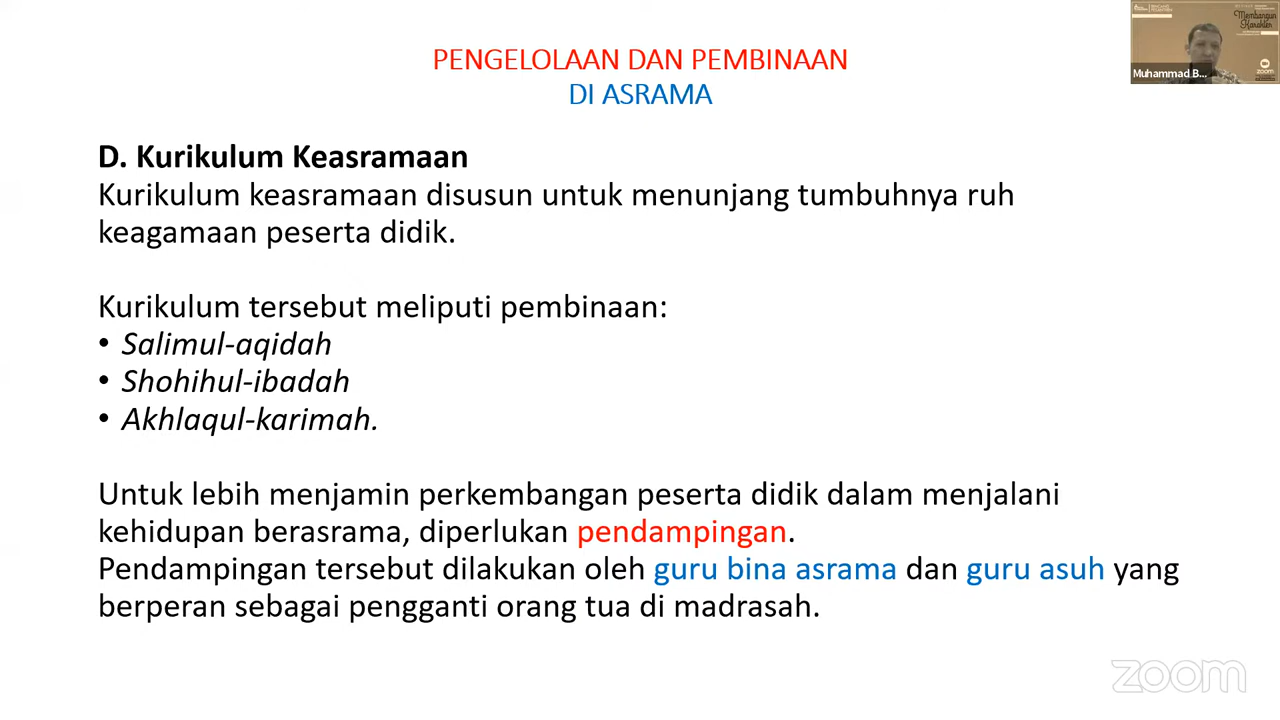 PENGELOLAAN DAN PEMBINAAN
DI ASRAMA
Membangun
Karakter
zoom
Muhammad B...
D. Kurikulum Keasramaan
Kurikulum keasramaan disusun untuk menunjang tumbuhnya ruh
keagamaan peserta didik.
Kurikulum tersebut meliputi pembinaan:
• Salimul-aqidah
• Shohihul-ibadah
• Akhlaqul-karimah.
Untuk lebih menjamin perkembangan peserta didik dalam menjalani
kehidupan berasrama, diperlukan pendampingan.
Pendampingan tersebut dilakukan oleh guru bina asrama dan guru asuh yang
berperan sebagai pengganti orang tua di madrasah.
zoom